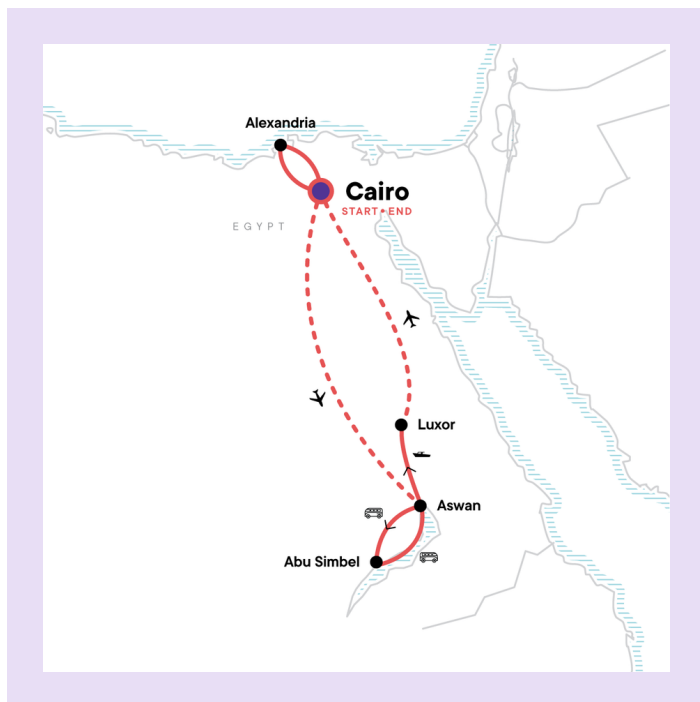 Alexandria
Cairo
START•END
EGYPT
Luxor
Aswan
Abu Simbel